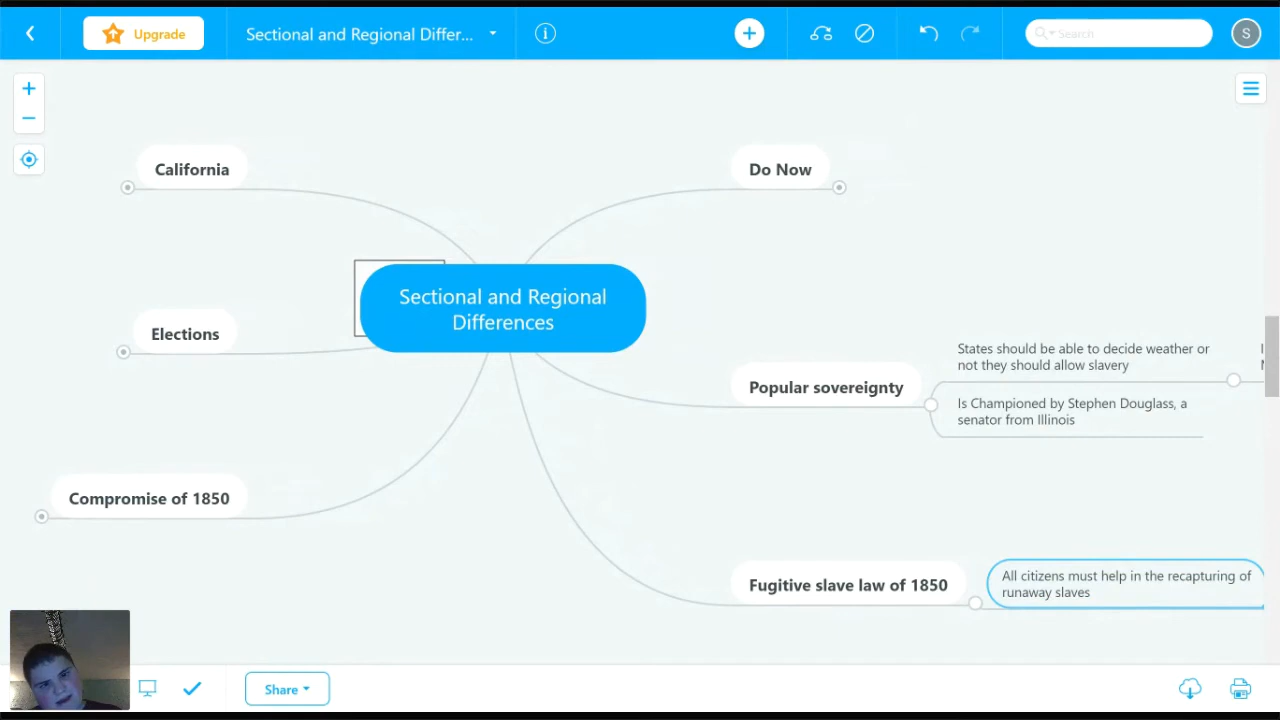 Upgrade
Sectional and Regional Differ...
Search
S
California
Do Now
Sectional and Regional
Differences
Elections
States should be able to decide weather or
not they should allow slavery
Popular sovereignty
Is Championed by Stephen Douglass, a
senator from Illinois
Compromise of 1850
Fugitive slave law of 1850
All citizens must help in the recapturing of
runaway slaves
Share